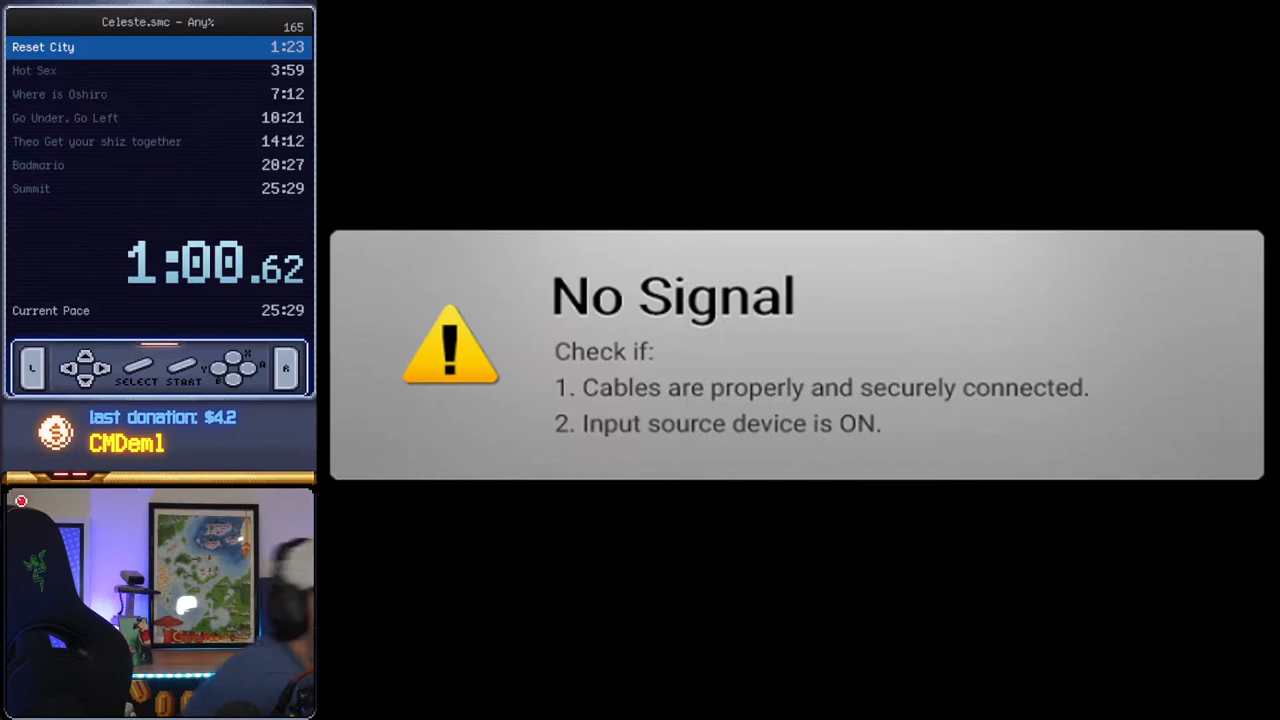 Celeste.smc - Any%
165
Reset City 1:23
Hot Sex 3:59
Where is Oshiro 7:12
Go Under. Go Left 10:21
Theo Get your shiz together 14:12
Badmario 20:27
Summit 25:29
1:00.62
Current Pace 25:29
L
SELECT
START
Y
X
B
A
R
last donation: $4.2
CMDeml
No Signal
Check if:
1. Cables are properly and securely connected.
2. Input source device is ON.